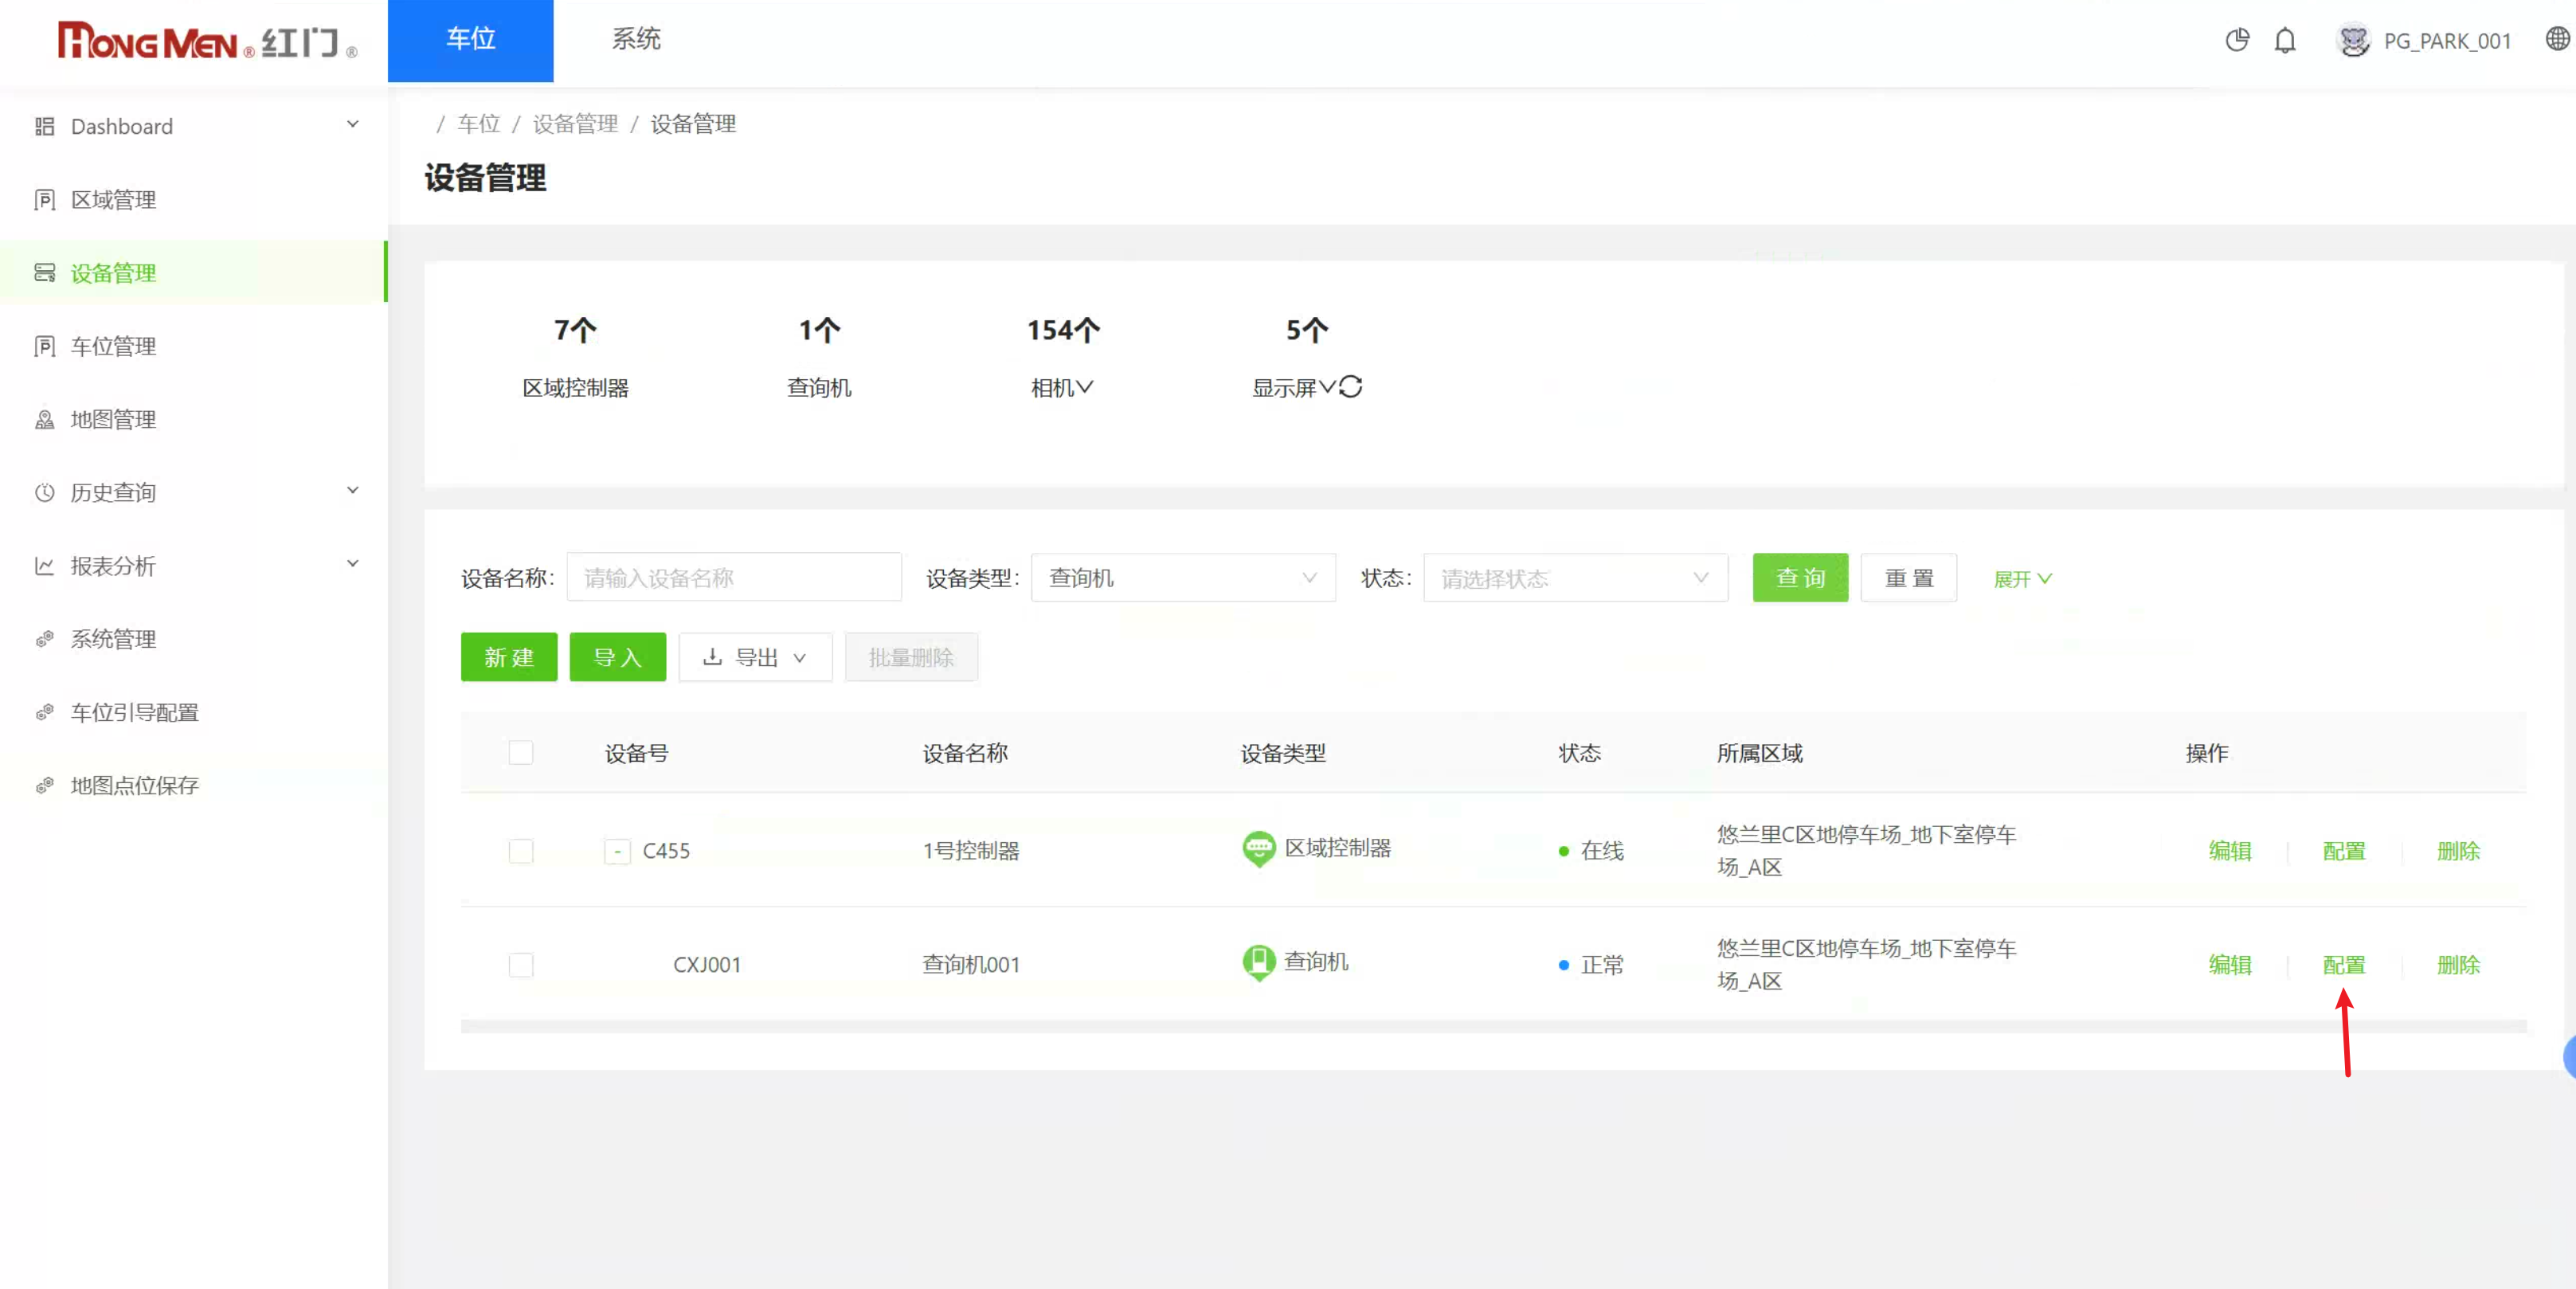 HONGMEN® 红门®
车位
系统
PG_PARK_001
Dashboard
区域管理
设备管理
车位管理
地图管理
历史查询
报表分析
系统管理
车位引导配置
地图点位保存
/ 车位 / 设备管理 / 设备管理
设备管理
7个
1个
154个
5个
区域控制器
查询机
相机
显示屏
设备名称: 请输入设备名称 设备类型: 查询机 状态: 请选择状态 查 询 重 置 展开
新 建 导 入 导出 批量删除
设备号 设备名称 设备类型 状态 所属区域 操作
- C455 1号控制器 区域控制器 在线 悠兰里C区地停车场_地下室停车
场_A区
编辑 配置 删除
CXJ001 查询机001 查询机 正常 悠兰里C区地停车场_地下室停车
场_A区
编辑 配置 删除